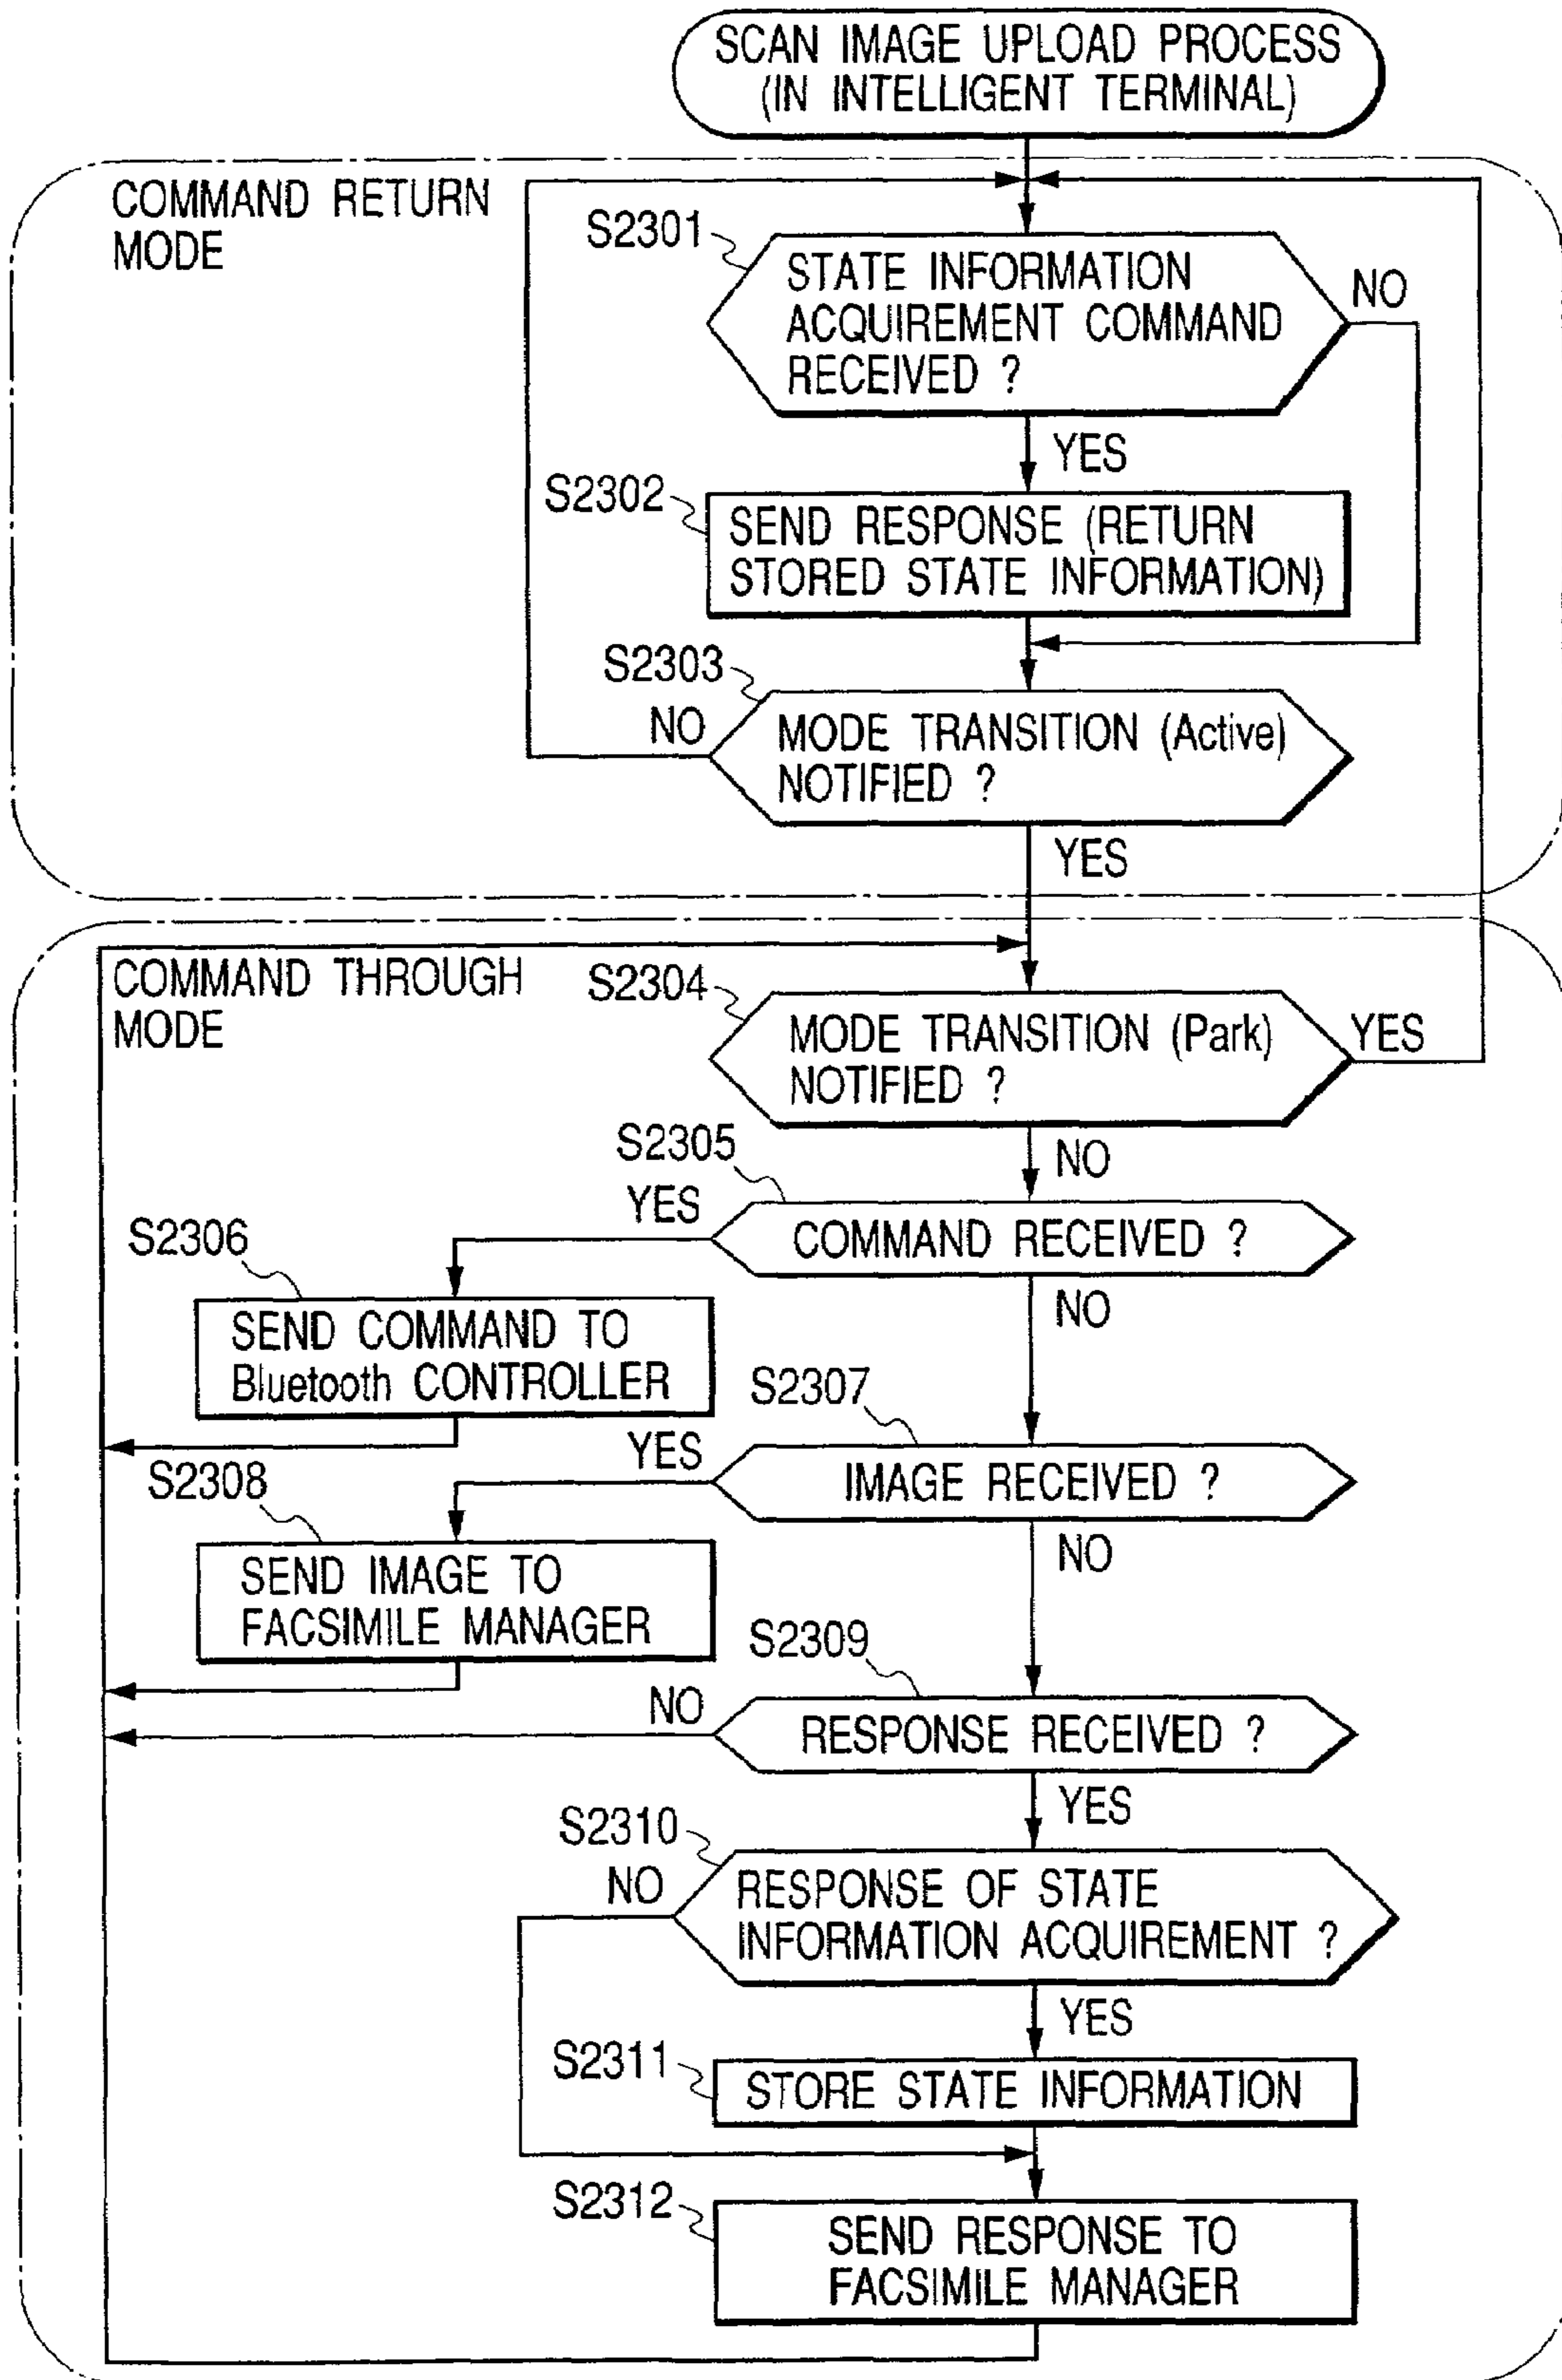 SCAN IMAGE UPLOAD PROCESS
(IN INTELLIGENT TERMINAL)
COMMAND RETURN
MODE
S2301
STATE INFORMATION
ACQUIREMENT COMMAND
RECEIVED ?
NO
YES
S2302
SEND RESPONSE (RETURN
STORED STATE INFORMATION)
S2303
NO
MODE TRANSITION (Active)
NOTIFIED ?
YES
COMMAND THROUGH
MODE
S2304
MODE TRANSITION (Park)
NOTIFIED ?
YES
NO
S2305
YES
COMMAND RECEIVED ?
NO
S2306
SEND COMMAND TO
Bluetooth CONTROLLER
S2307
YES
IMAGE RECEIVED ?
NO
S2308
SEND IMAGE TO
FACSIMILE MANAGER
S2309
NO
RESPONSE RECEIVED ?
YES
S2310
NO
RESPONSE OF STATE
INFORMATION ACQUIREMENT ?
YES
S2311
STORE STATE INFORMATION
S2312
SEND RESPONSE TO
FACSIMILE MANAGER